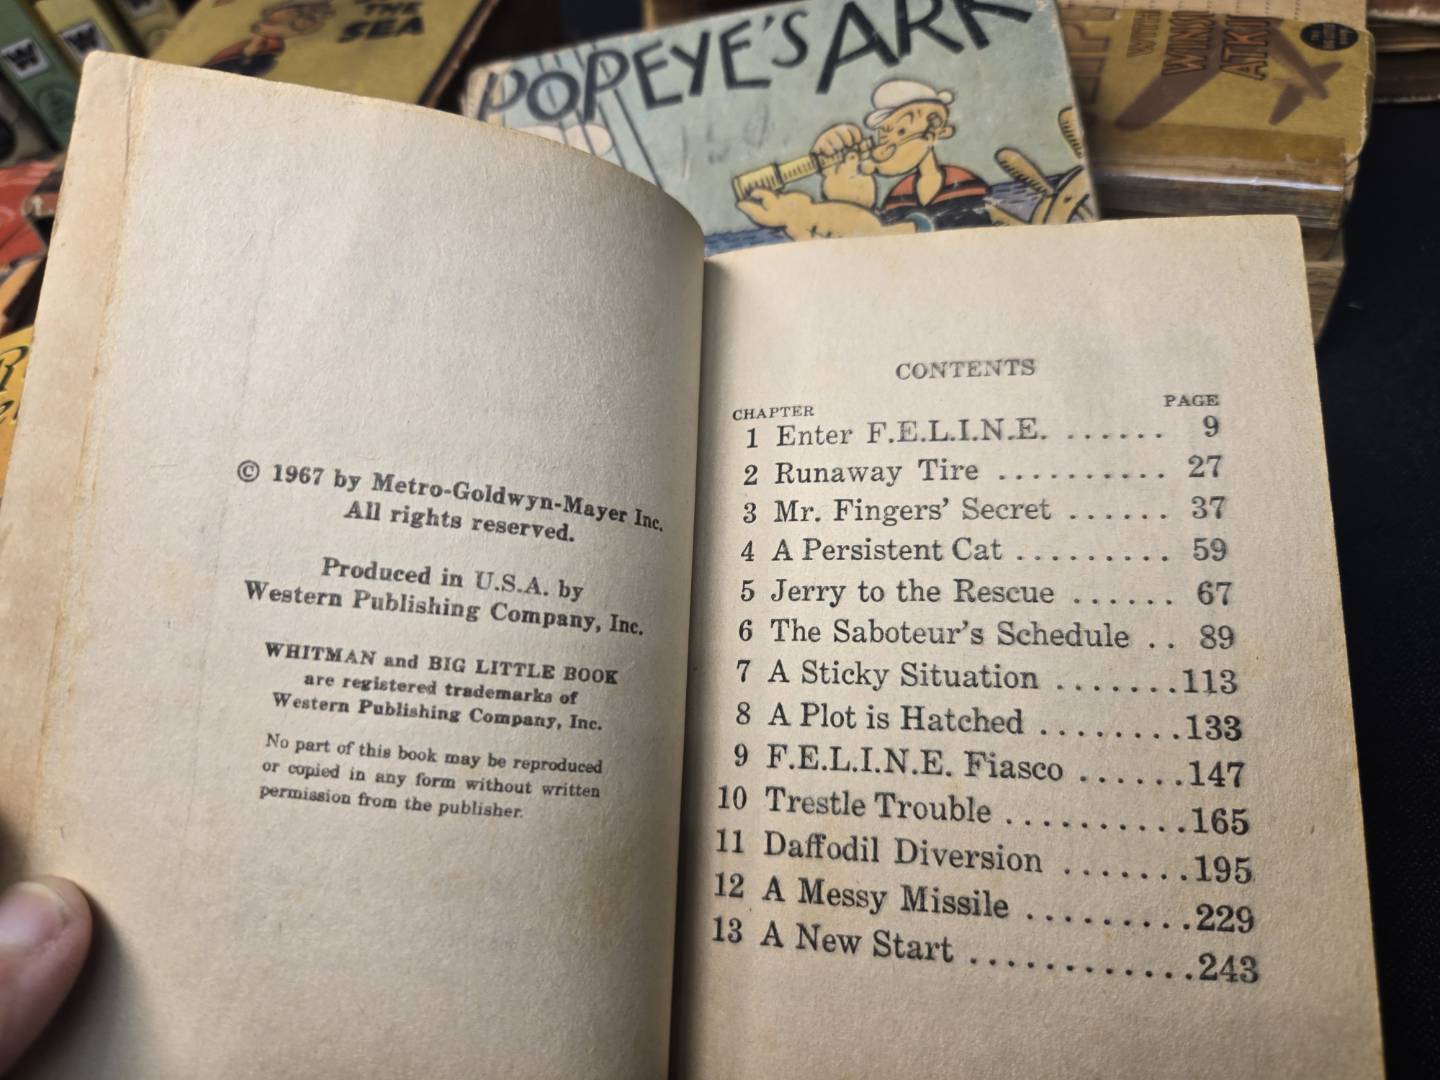 THE
SEA
POPEYE'S ARK
WITH
WINS
ATKI
© 1967 by Metro-Goldwyn-Mayer Inc.
All rights reserved.
Produced in U.S.A. by
Western Publishing Company, Inc.
WHITMAN and BIG LITTLE BOOK
are registered trademarks of
Western Publishing Company, Inc.
No part of this book may be reproduced
or copied in any form without written
permission from the publisher.
CONTENTS
CHAPTER PAGE
1 Enter F.E.L.I.N.E. ...... 9
2 Runaway Tire .......... 27
3 Mr. Fingers' Secret ...... 37
4 A Persistent Cat ......... 59
5 Jerry to the Rescue ...... 67
6 The Saboteur's Schedule .. 89
7 A Sticky Situation .......113
8 A Plot is Hatched ........133
9 F.E.L.I.N.E. Fiasco ......147
10 Trestle Trouble ..........165
11 Daffodil Diversion .......195
12 A Messy Missile .........229
13 A New Start ............243